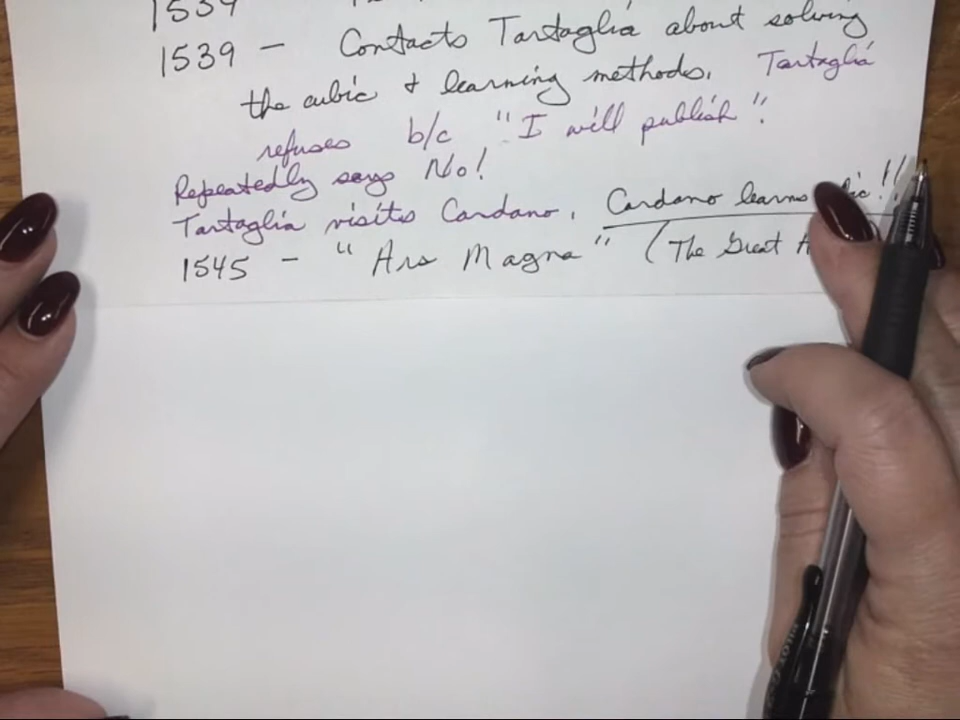 1539
1539 - Contacts Tartaglia about solving
the cubic & learning methods. Tartaglia
refuses b/c "I will publish".
Repeatedly says No!
Tartaglia visits Cardano. Cardano learns !!
1545 - "Ars Magna" (The Great